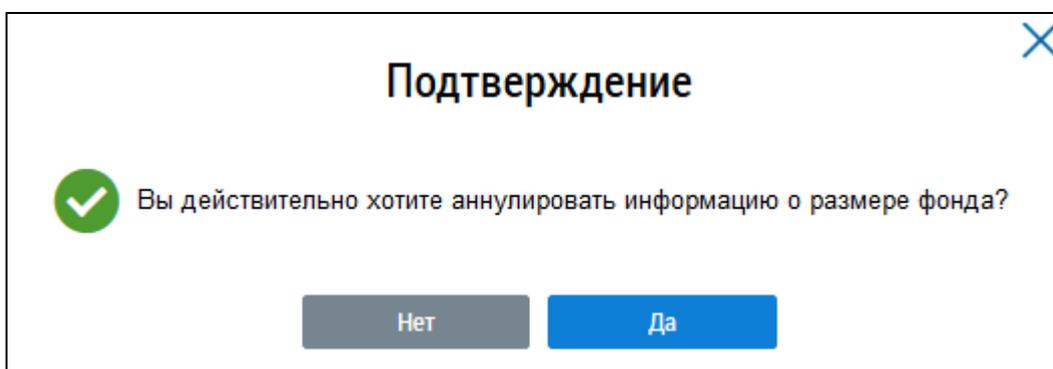 Подтверждение
Вы действительно хотите аннулировать информацию о размере фонда?
Нет
Да